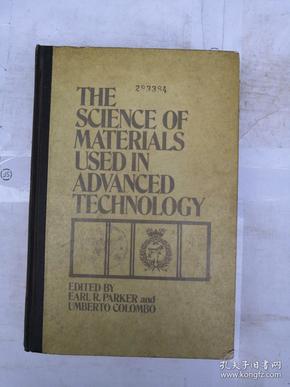 293394
THE
SCIENCE OF
MATERIALS
USED IN
ADVANCED
TECHNOLOGY
EDITED BY
EARL R. PARKER and
UMBERTO COLOMBO
孔夫子旧书网